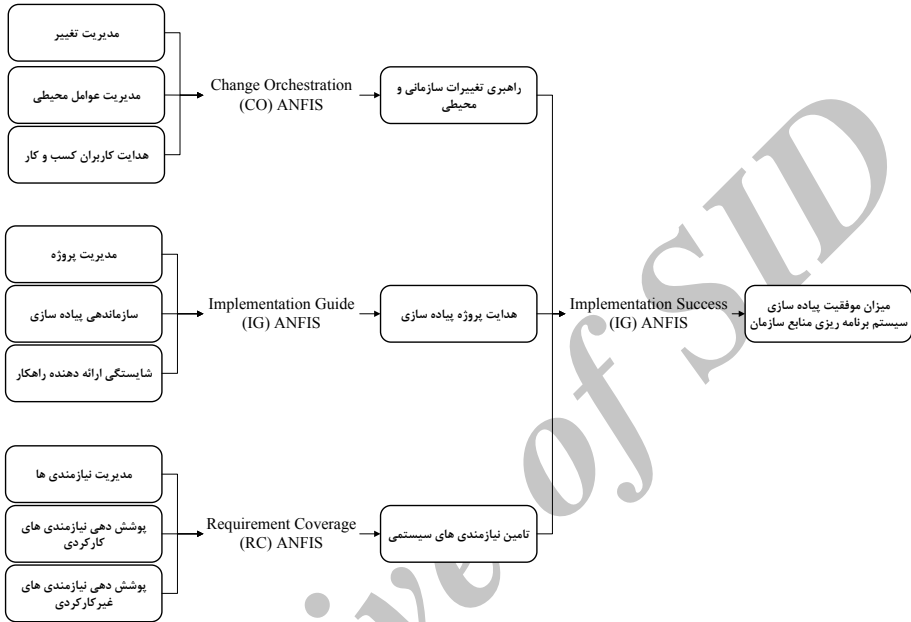 مدیریت تغییر
مدیریت عوامل محیطی
هدایت کاربران کسب و کار
Change Orchestration
(CO) ANFIS
راهبری تغییرات سازمانی و
محیطی
مدیریت پروژه
سازماندهی پیاده سازی
شایستگی ارائه دهنده راهکار
Implementation Guide
(IG) ANFIS
هدایت پروژه پیاده سازی
Implementation Success
(IG) ANFIS
میزان موفقیت پیاده سازی
سیستم برنامه ریزی منابع سازمان
مدیریت نیازمندی ها
پوشش دهی نیازمندی های
کارکردی
پوشش دهی نیازمندی های
غیرکارکردی
Requirement Coverage
(RC) ANFIS
تامین نیازمندی های سیستمی
ive of SID